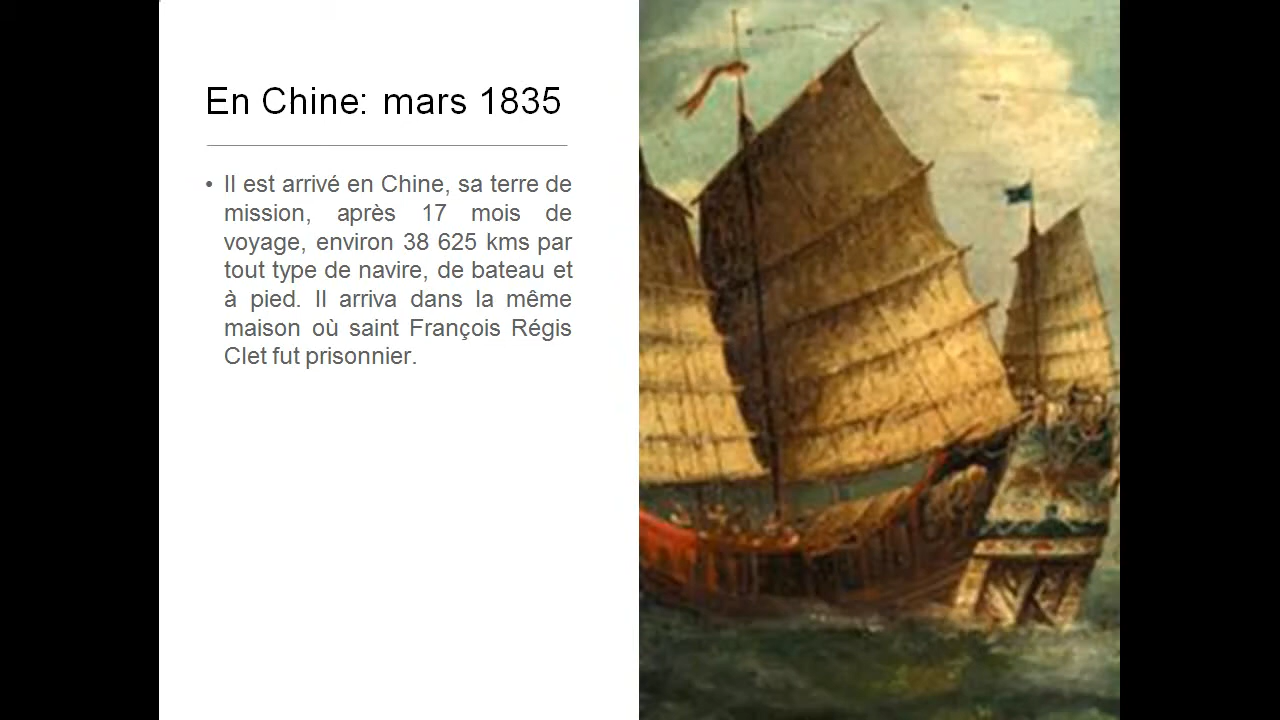 En Chine: mars 1835
• Il est arrivé en Chine, sa terre de
mission, après 17 mois de
voyage, environ 38 625 kms par
tout type de navire, de bateau et
à pied. Il arriva dans la même
maison où saint François Régis
Clet fut prisonnier.